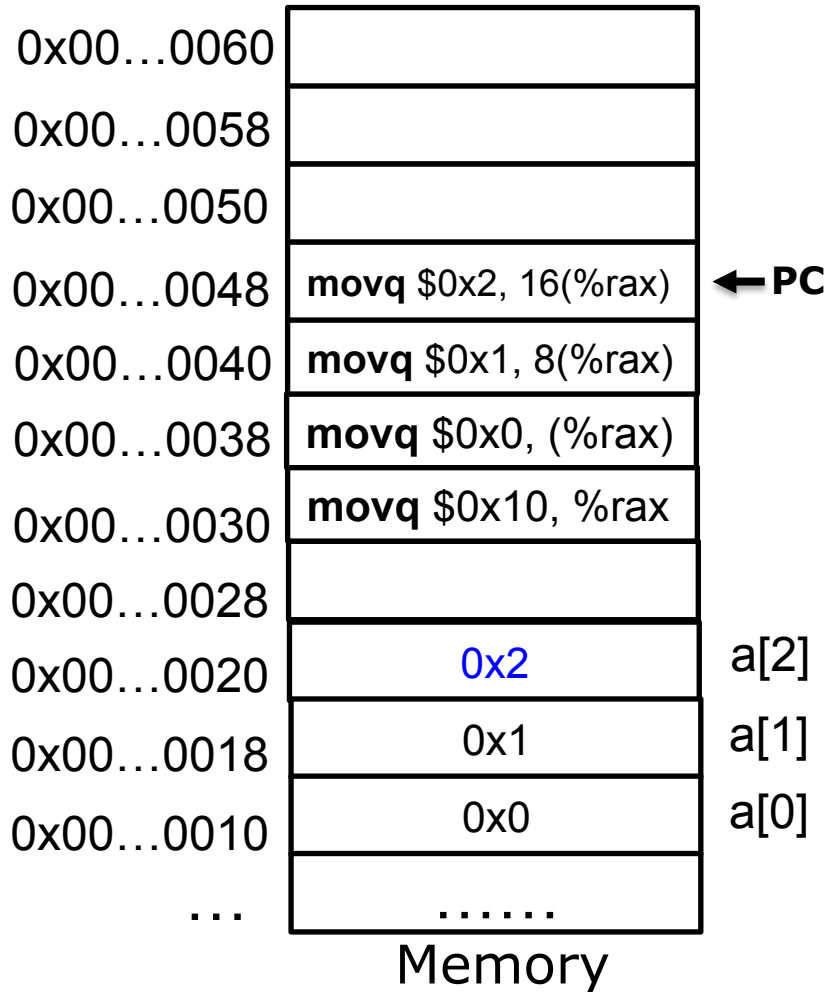 0x00…0060
0x00…0058
0x00…0050
0x00…0048 movq $0x2, 16(%rax) PC
0x00…0040 movq $0x1, 8(%rax)
0x00…0038 movq $0x0, (%rax)
0x00…0030 movq $0x10, %rax
0x00…0028
0x00…0020 0x2 a[2]
0x00…0018 0x1 a[1]
0x00…0010 0x0 a[0]
… ……
Memory